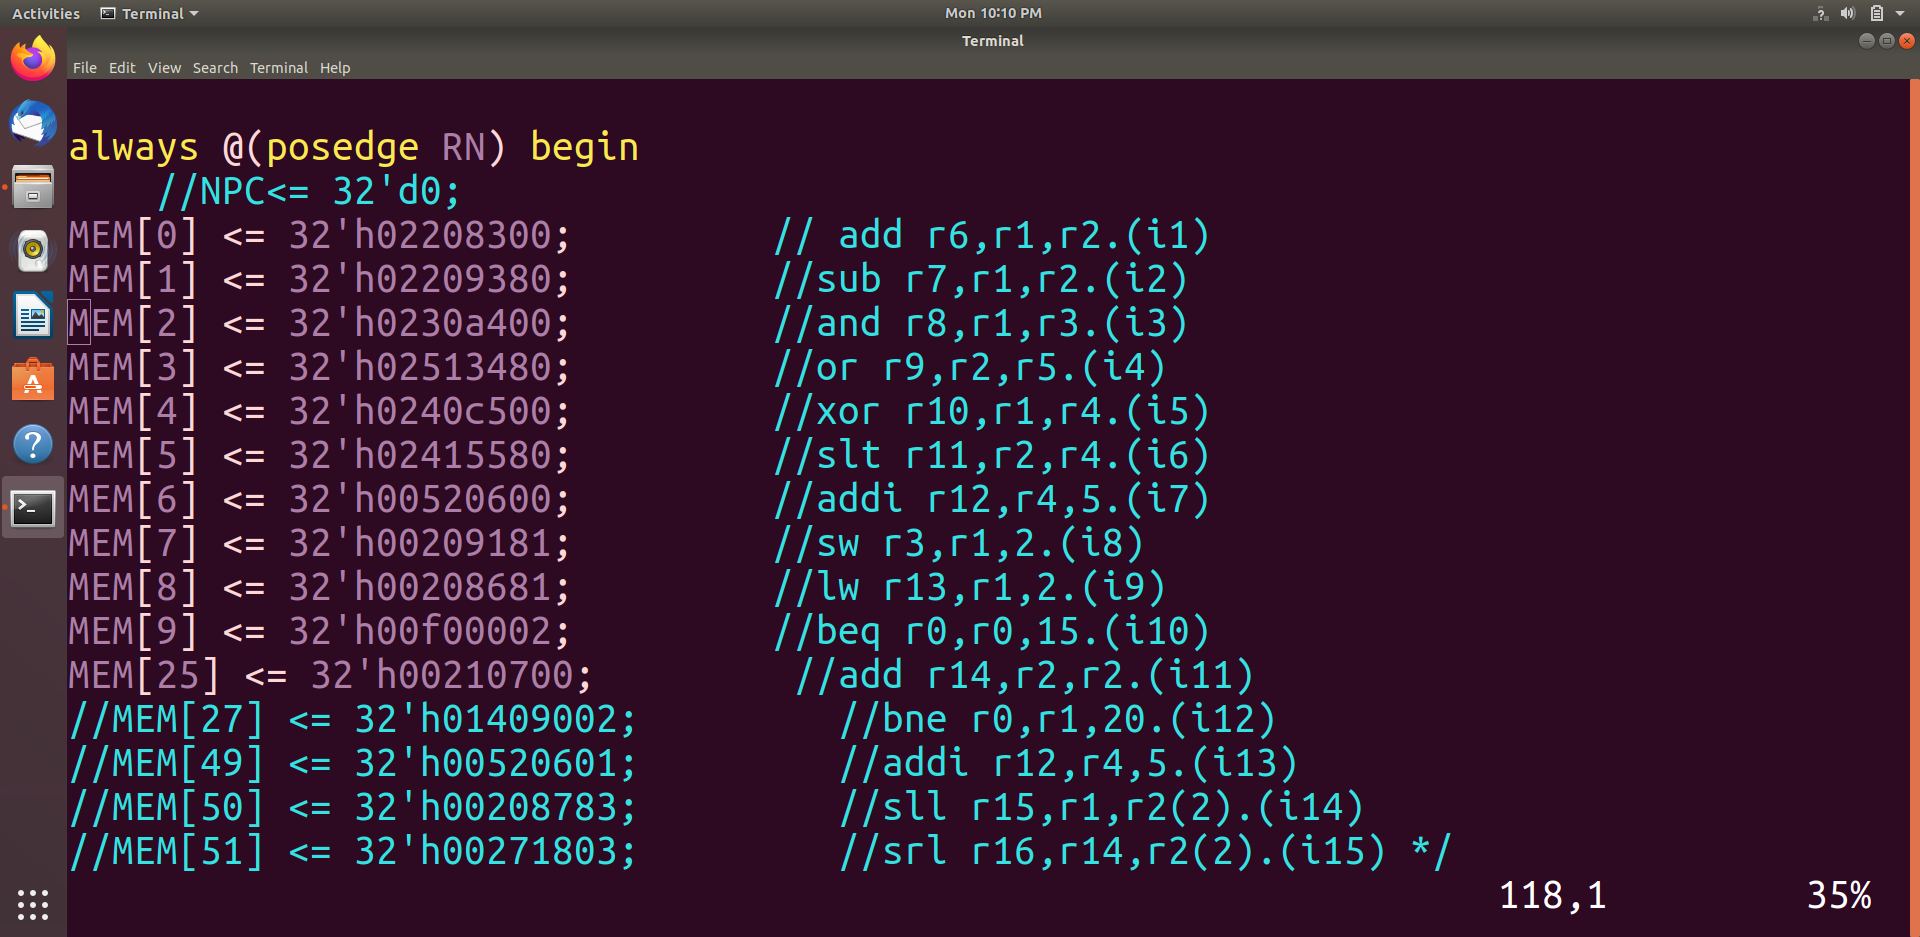 Activities Terminal Mon 10:10 PM
Terminal
File Edit View Search Terminal Help
always @(posedge RN) begin
//NPC<= 32'd0;
MEM[0] <= 32'h02208300; // add r6,r1,r2.(i1)
MEM[1] <= 32'h02209380; //sub r7,r1,r2.(i2)
MEM[2] <= 32'h0230a400; //and r8,r1,r3.(i3)
MEM[3] <= 32'h02513480; //or r9,r2,r5.(i4)
MEM[4] <= 32'h0240c500; //xor r10,r1,r4.(i5)
MEM[5] <= 32'h02415580; //slt r11,r2,r4.(i6)
MEM[6] <= 32'h00520600; //addi r12,r4,5.(i7)
MEM[7] <= 32'h00209181; //sw r3,r1,2.(i8)
MEM[8] <= 32'h00208681; //lw r13,r1,2.(i9)
MEM[9] <= 32'h00f00002; //beq r0,r0,15.(i10)
MEM[25] <= 32'h00210700; //add r14,r2,r2.(i11)
//MEM[27] <= 32'h01409002; //bne r0,r1,20.(i12)
//MEM[49] <= 32'h00520601; //addi r12,r4,5.(i13)
//MEM[50] <= 32'h00208783; //sll r15,r1,r2(2).(i14)
//MEM[51] <= 32'h00271803; //srl r16,r14,r2(2).(i15) */
118,1 35%